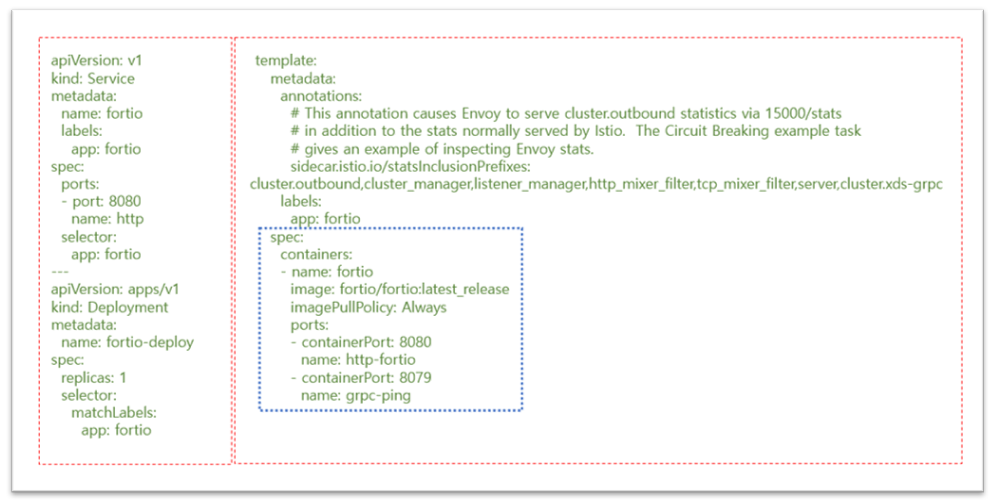 apiVersion: v1
kind: Service
metadata:
  name: fortio
  labels:
    app: fortio
spec:
  ports:
  - port: 8080
    name: http
  selector:
    app: fortio
---
apiVersion: apps/v1
kind: Deployment
metadata:
  name: fortio-deploy
spec:
  replicas: 1
  selector:
    matchLabels:
      app: fortio
template:
    metadata:
      annotations:
        # This annotation causes Envoy to serve cluster.outbound statistics via 15000/stats
        # in addition to the stats normally served by Istio.  The Circuit Breaking example task
        # gives an example of inspecting Envoy stats.
        sidecar.istio.io/statsInclusionPrefixes:
cluster.outbound,cluster_manager,listener_manager,http_mixer_filter,tcp_mixer_filter,server,cluster.xds-grpc
      labels:
        app: fortio
    spec:
      containers:
      - name: fortio
        image: fortio/fortio:latest_release
        imagePullPolicy: Always
        ports:
        - containerPort: 8080
          name: http-fortio
        - containerPort: 8079
          name: grpc-ping